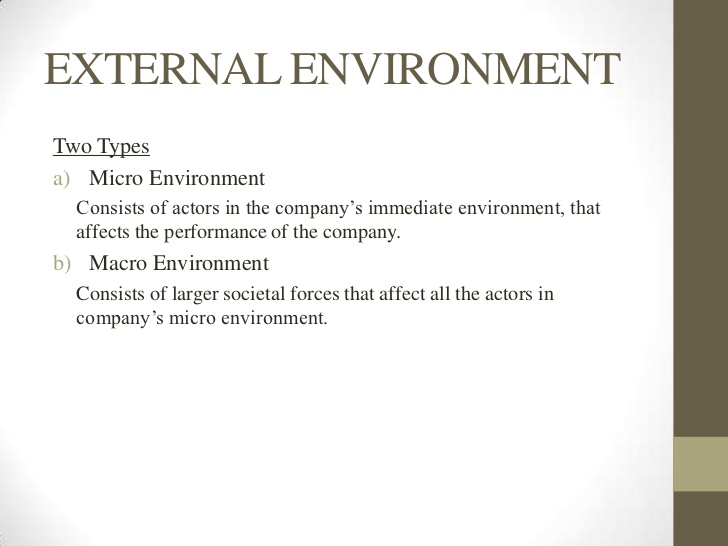 EXTERNAL ENVIRONMENT
Two Types
a) Micro Environment
Consists of actors in the company’s immediate environment, that
affects the performance of the company.
b) Macro Environment
Consists of larger societal forces that affect all the actors in
company’s micro environment.